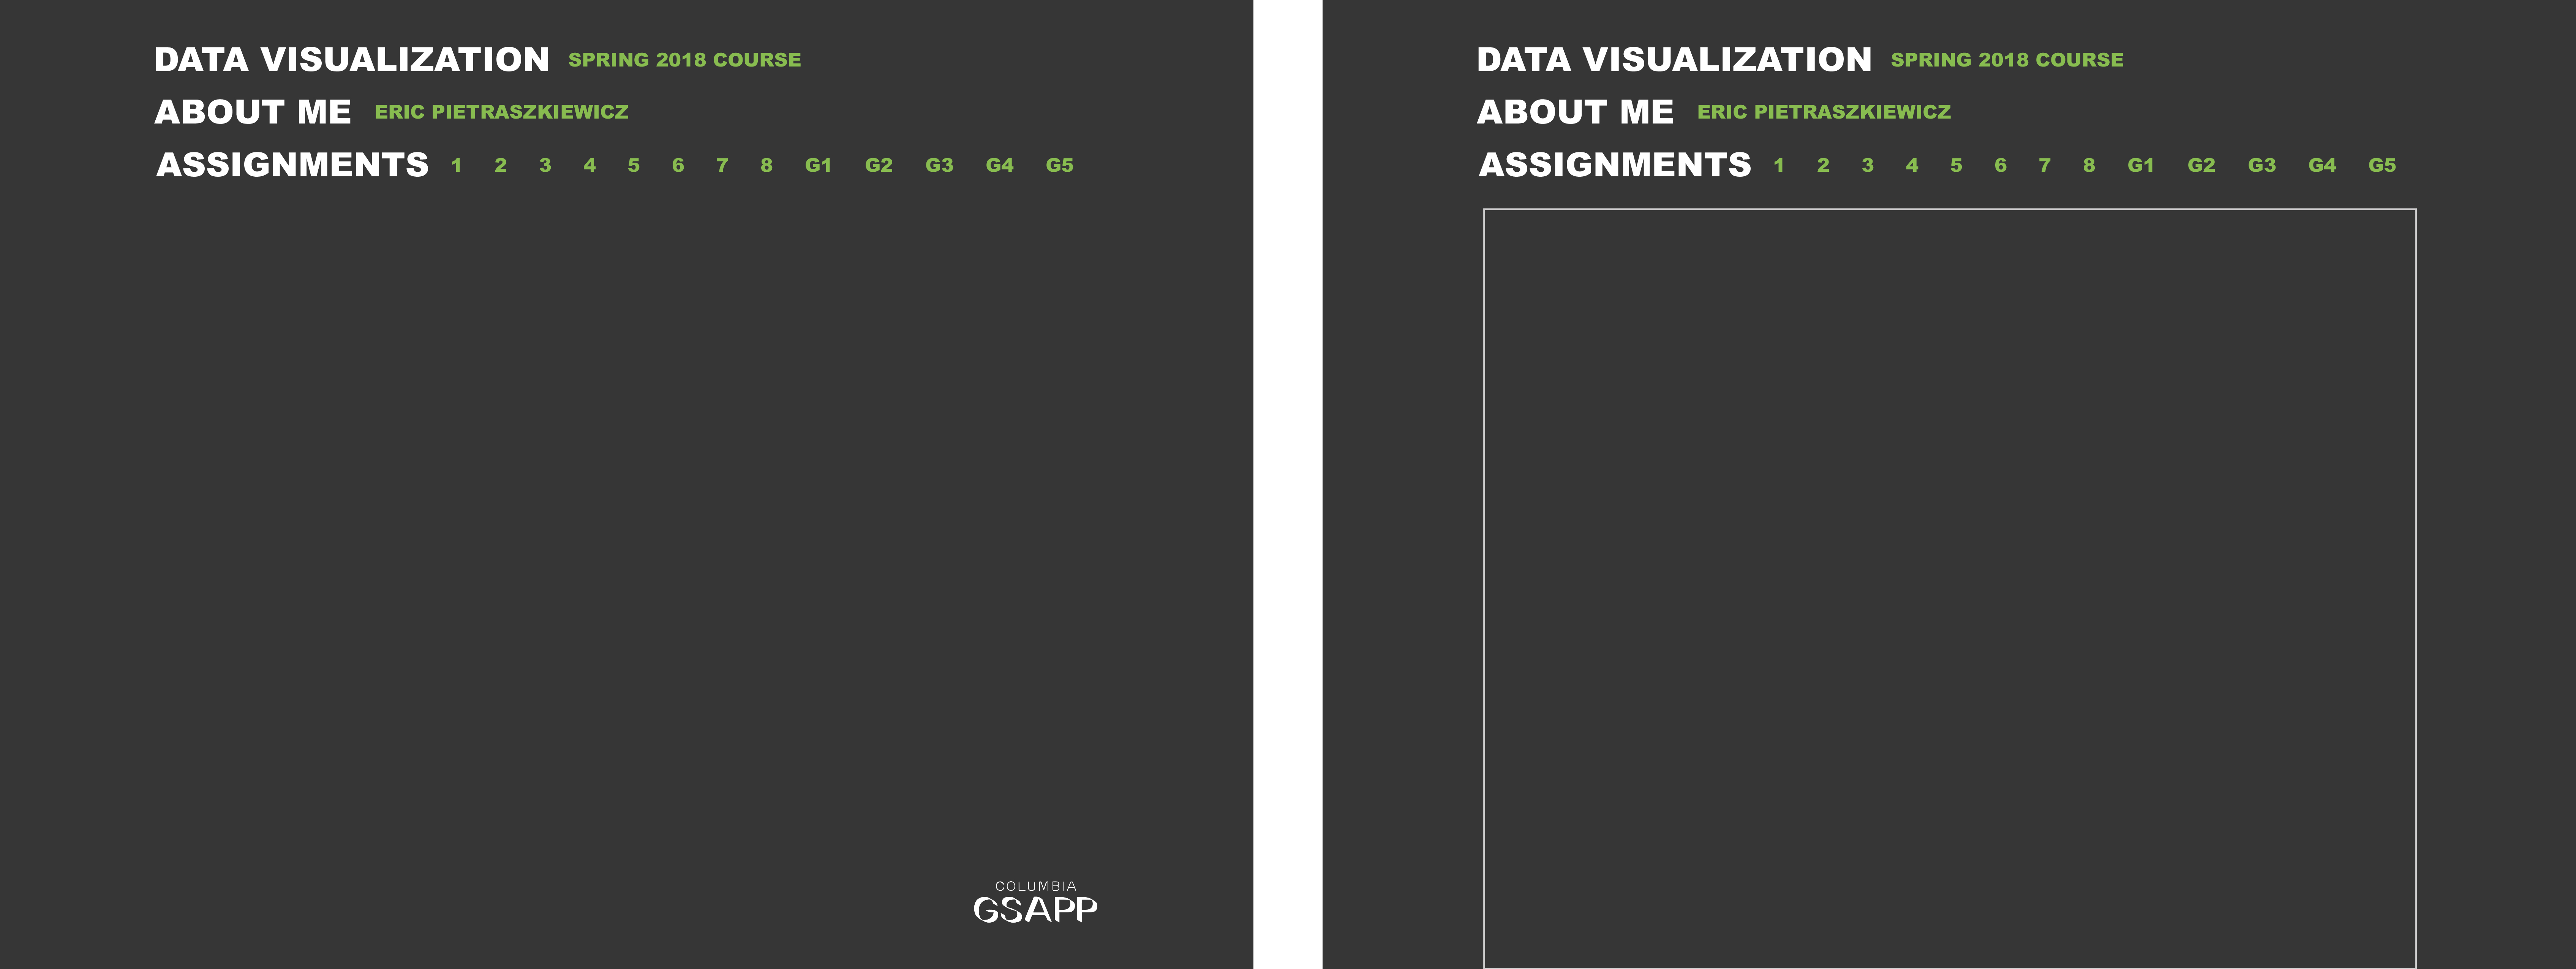 DATA VISUALIZATION SPRING 2018 COURSE
ABOUT ME ERIC PIETRASZKIEWICZ
ASSIGNMENTS 1 2 3 4 5 6 7 8 G1 G2 G3 G4 G5
COLUMBIA
GSAPP
DATA VISUALIZATION SPRING 2018 COURSE
ABOUT ME ERIC PIETRASZKIEWICZ
ASSIGNMENTS 1 2 3 4 5 6 7 8 G1 G2 G3 G4 G5